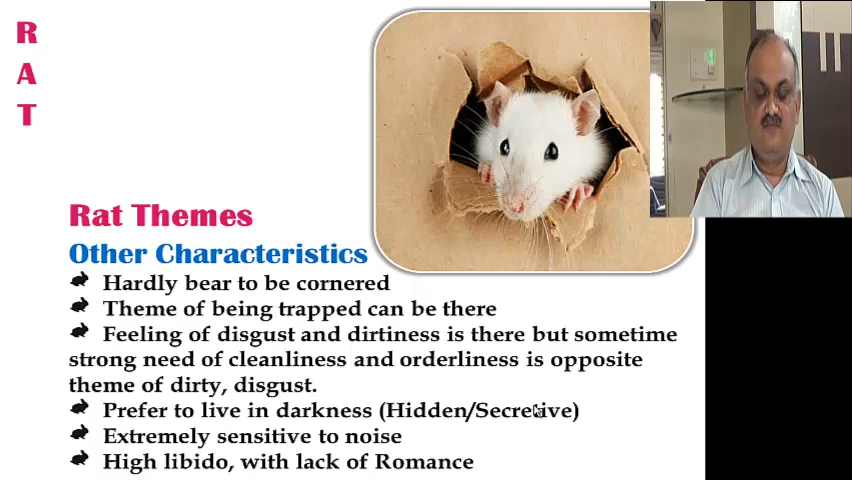 R
A
T
Rat Themes
Other Characteristics
Hardly bear to be cornered
Theme of being trapped can be there
Feeling of disgust and dirtiness is there but sometime
strong need of cleanliness and orderliness is opposite
theme of dirty, disgust.
Prefer to live in darkness (Hidden/Secretive)
Extremely sensitive to noise
High libido, with lack of Romance